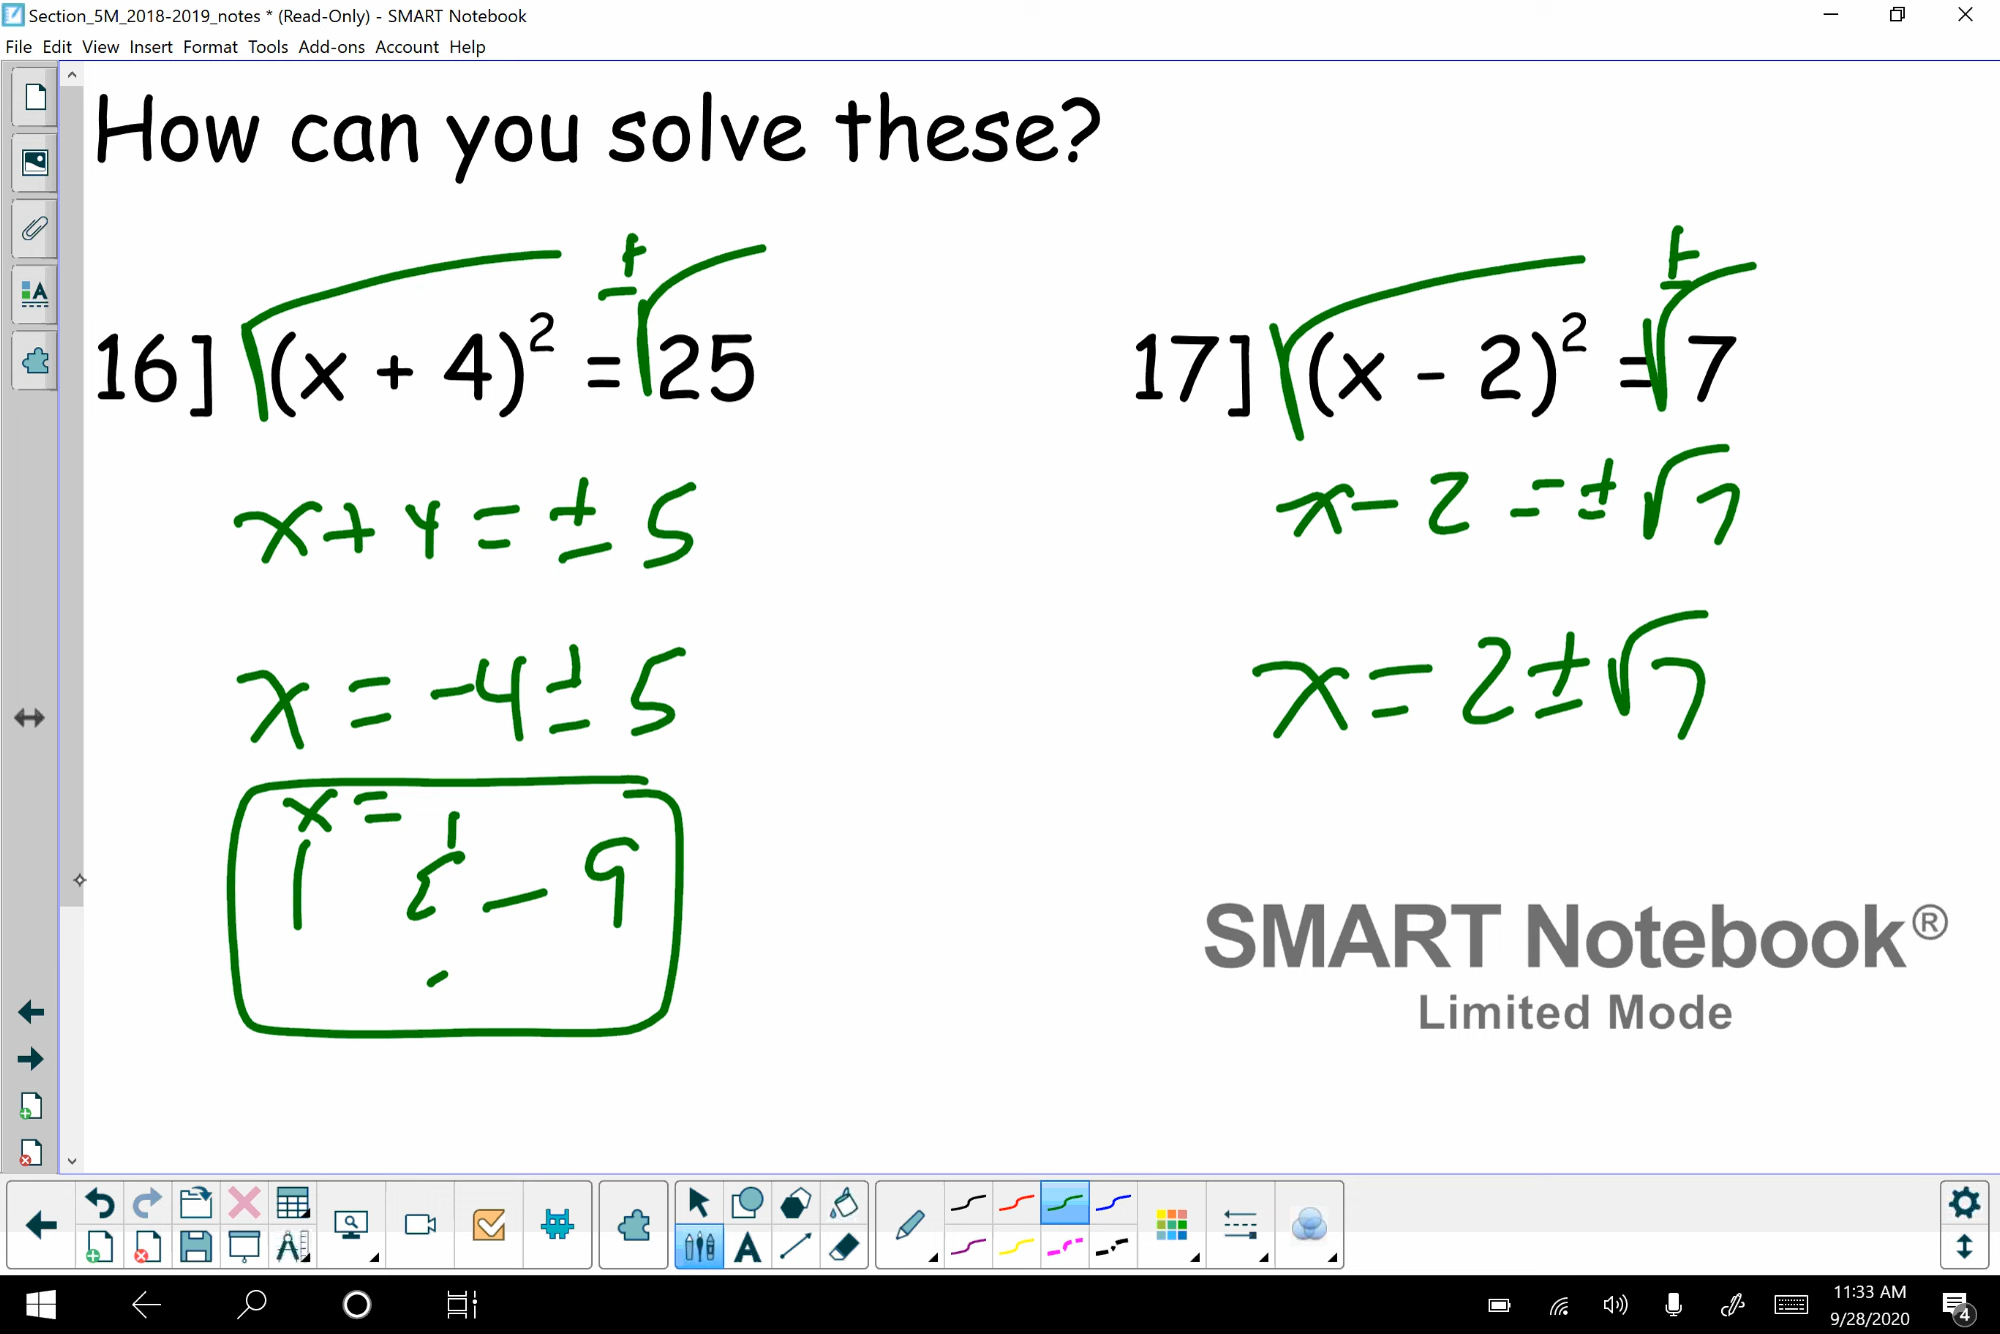 Section_5M_2018-2019_notes * (Read-Only) - SMART Notebook
File Edit View Insert Format Tools Add-ons Account Help
How can you solve these?
16] √(x + 4)² = ±√25
x + 4 = ± 5
x = -4 ± 5
x =
1 & -9
17] √(x - 2)² = ±√7
x - 2 = ±√7
x = 2 ± √7
SMART Notebook®
Limited Mode
11:33 AM
9/28/2020
4